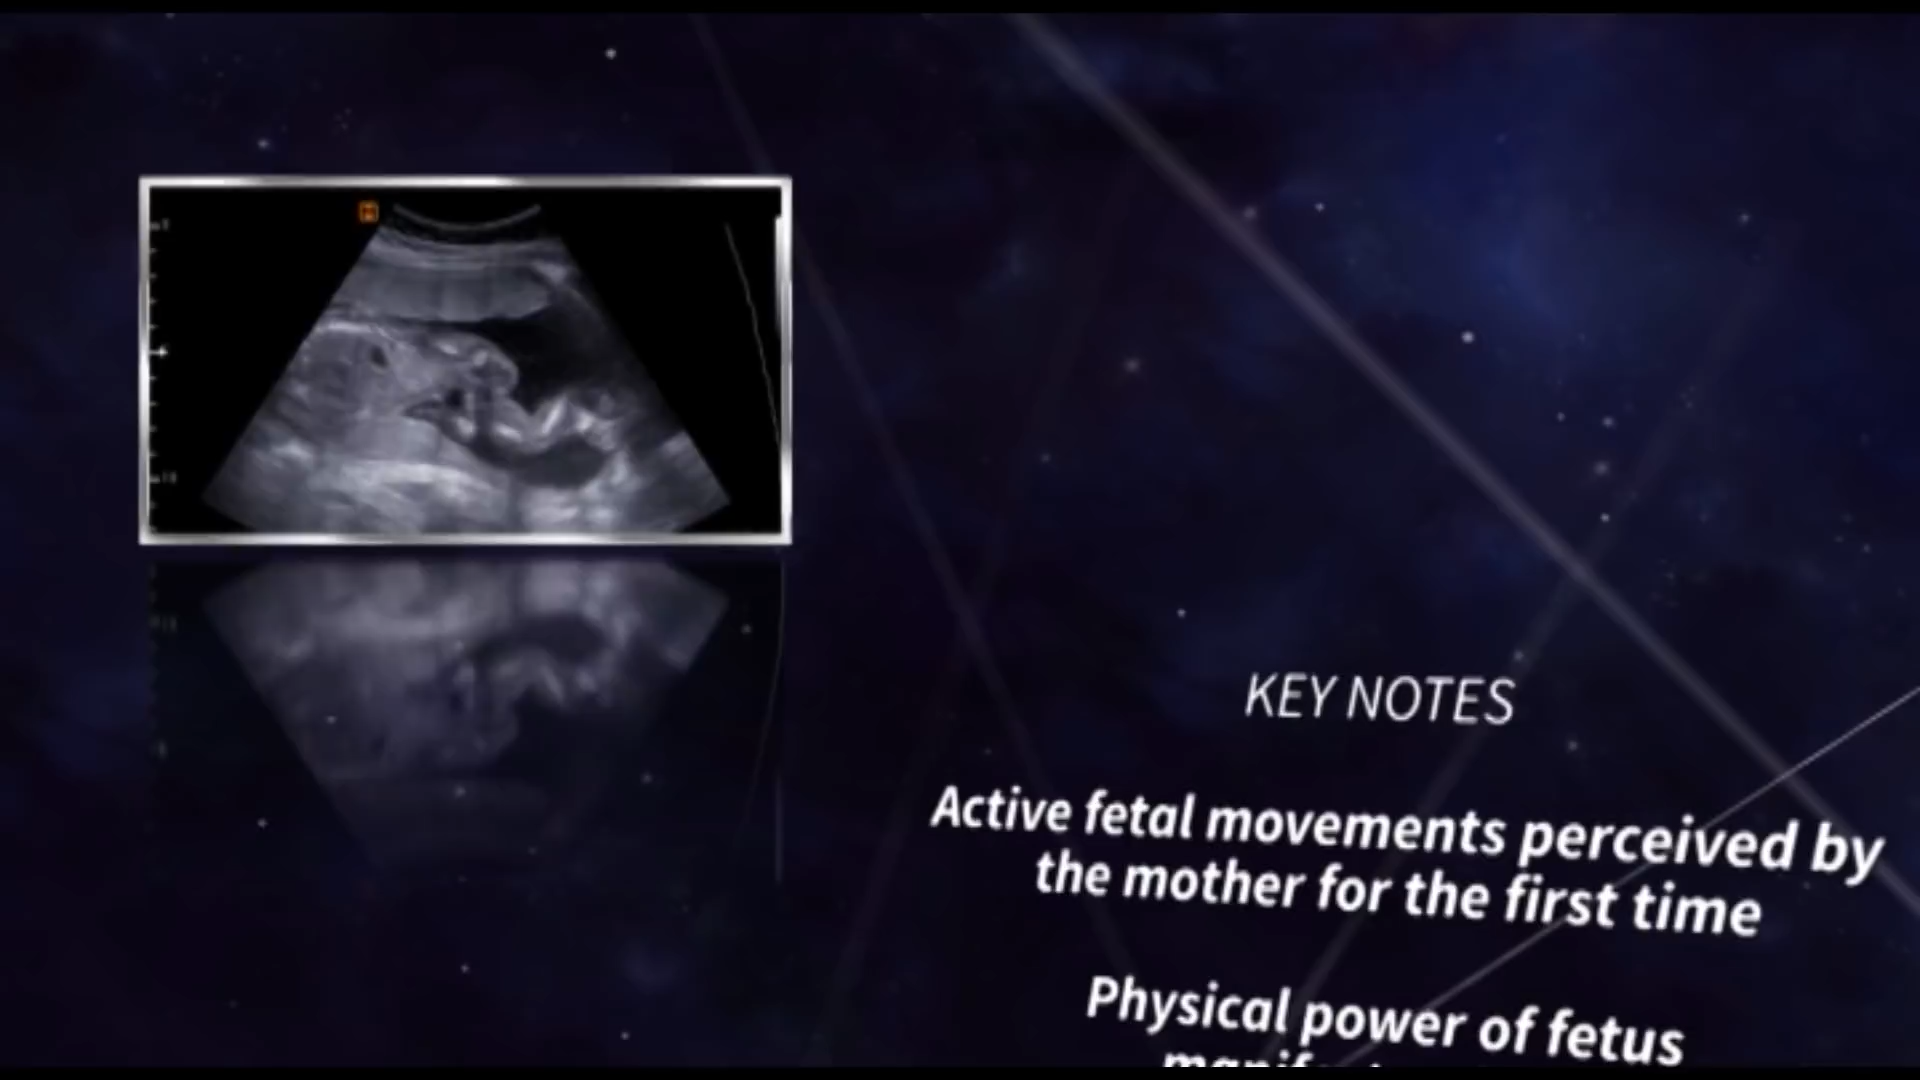 KEY NOTES
Active fetal movements perceived by
the mother for the first time
Physical power of fetus